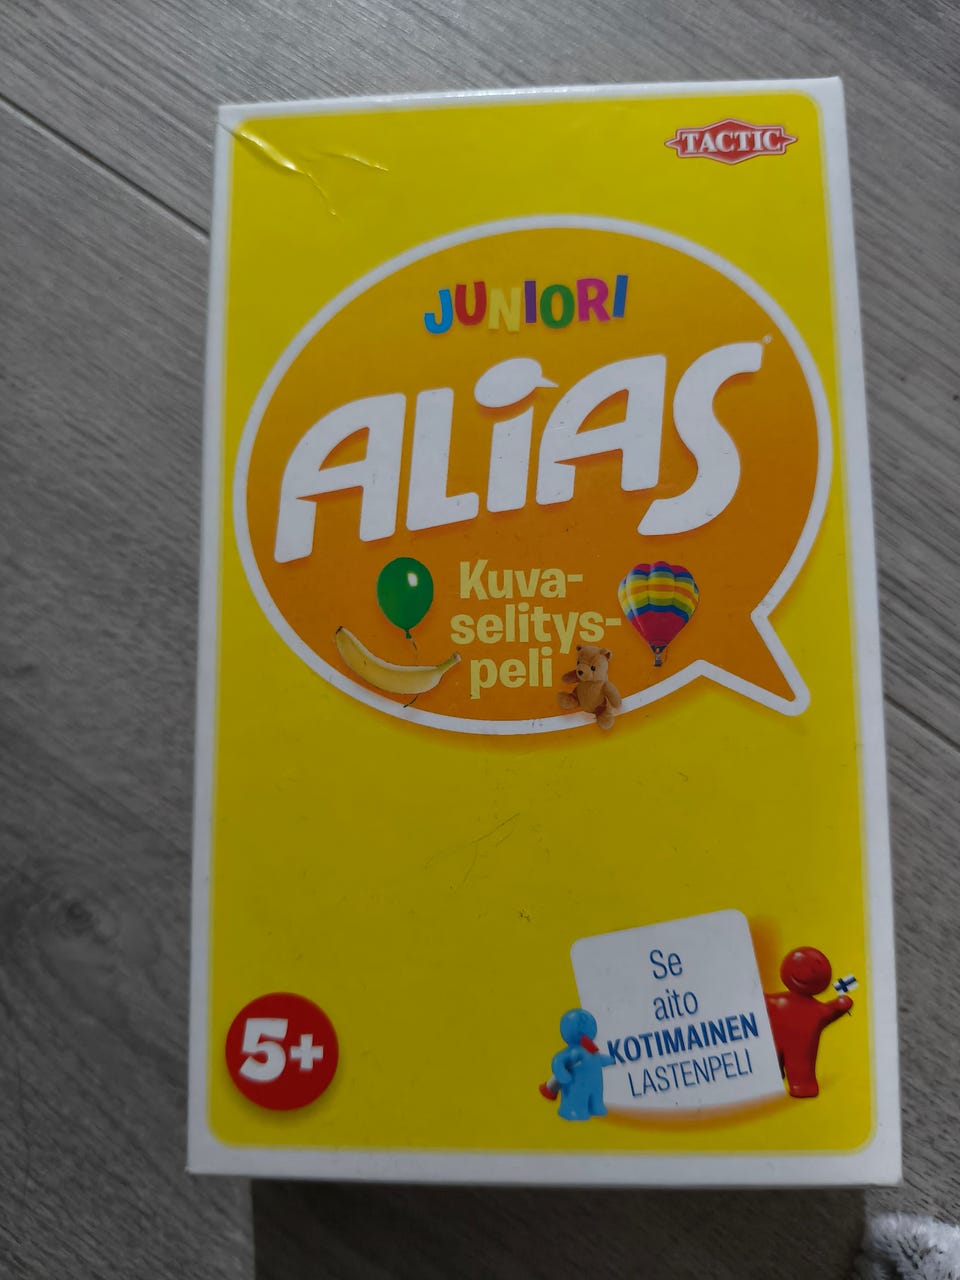 TACTIC
JUNIORI
ALiAS®
Kuva-
selitys-
peli
Se
aito
KOTIMAINEN
LASTENPELI
5+